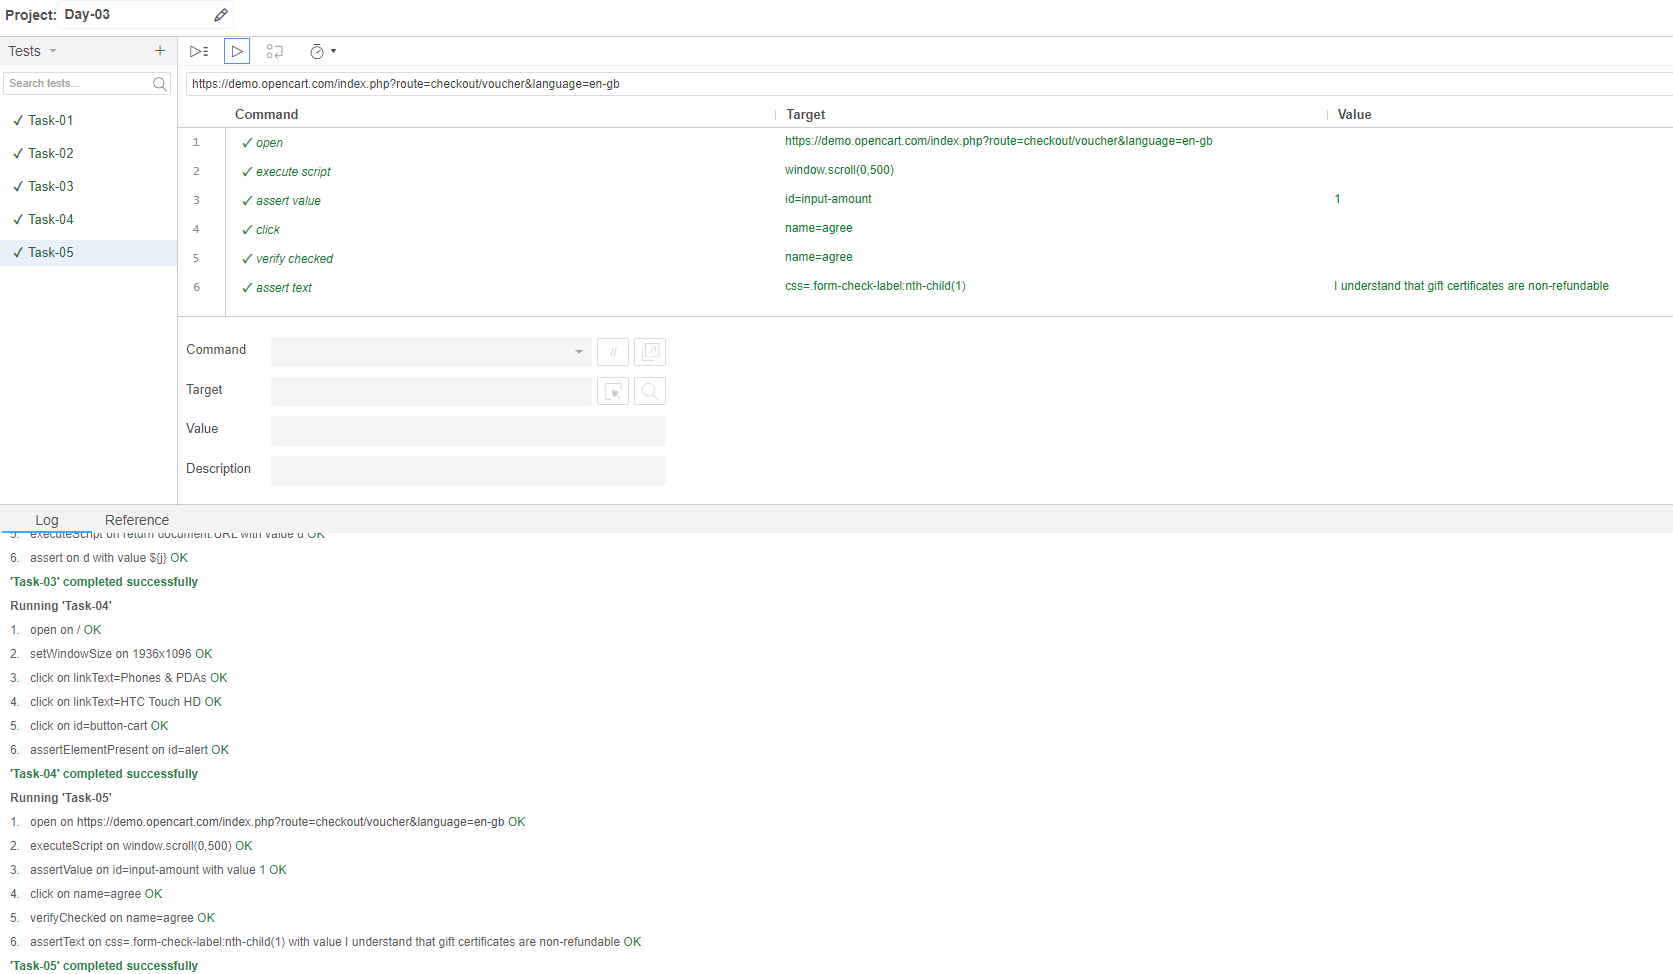 Project: Day-03
Tests
Search tests...
https://demo.opencart.com/index.php?route=checkout/voucher&language=en-gb
✓ Task-01
✓ Task-02
✓ Task-03
✓ Task-04
✓ Task-05
Command Target Value
1 ✓ open https://demo.opencart.com/index.php?route=checkout/voucher&language=en-gb
2 ✓ execute script window.scroll(0,500)
3 ✓ assert value id=input-amount 1
4 ✓ click name=agree
5 ✓ verify checked name=agree
6 ✓ assert text css=.form-check-label:nth-child(1) I understand that gift certificates are non-refundable
Command //
Target
Value
Description
Log Reference
5. executeScript on return document.URL with value d OK
6. assert on d with value ${j} OK
'Task-03' completed successfully
Running 'Task-04'
1. open on / OK
2. setWindowSize on 1936x1096 OK
3. click on linkText=Phones & PDAs OK
4. click on linkText=HTC Touch HD OK
5. click on id=button-cart OK
6. assertElementPresent on id=alert OK
'Task-04' completed successfully
Running 'Task-05'
1. open on https://demo.opencart.com/index.php?route=checkout/voucher&language=en-gb OK
2. executeScript on window.scroll(0,500) OK
3. assertValue on id=input-amount with value 1 OK
4. click on name=agree OK
5. verifyChecked on name=agree OK
6. assertText on css=.form-check-label:nth-child(1) with value I understand that gift certificates are non-refundable OK
'Task-05' completed successfully